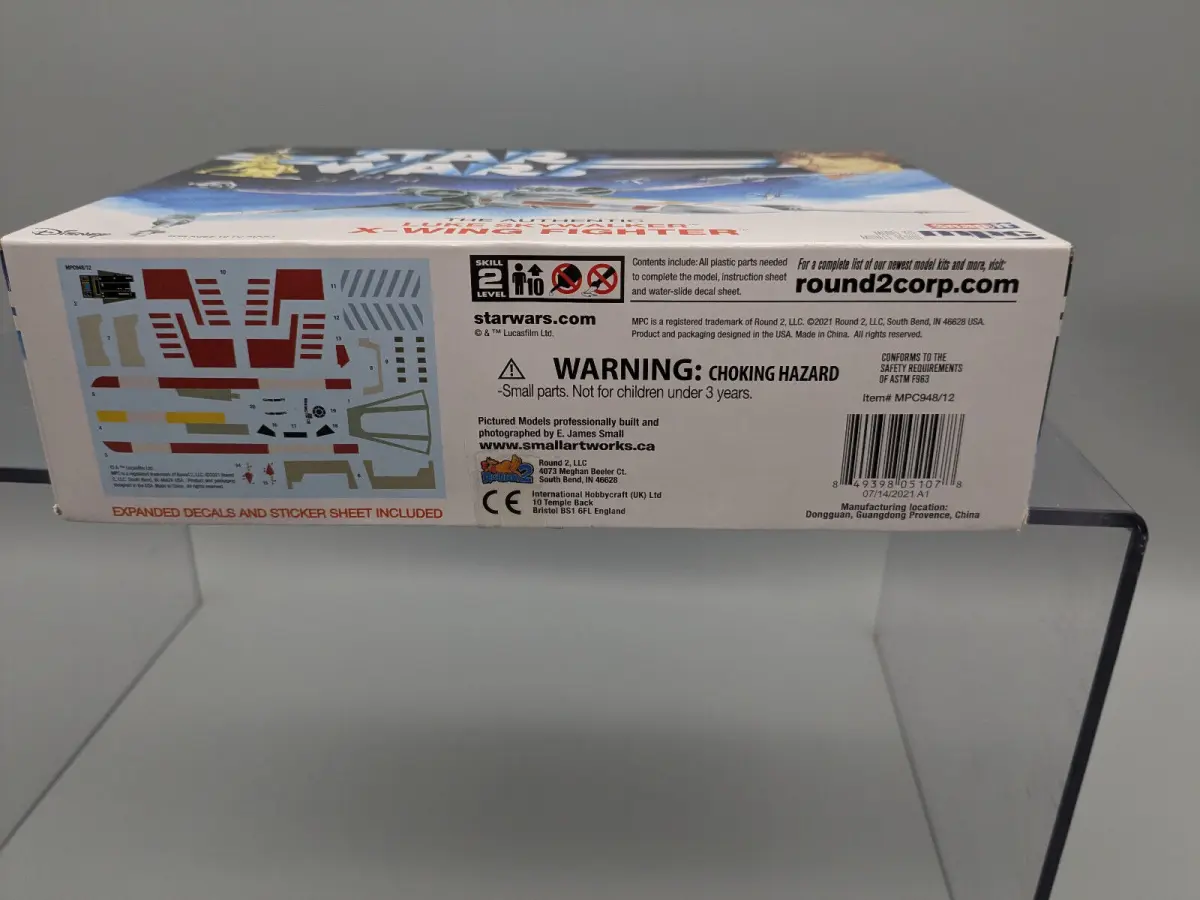 STAR
WARS
THE AUTHENTIC
LUKE SKYWALKER™
X-WING FIGHTER™
Disney
mpc
MPC948/12
EXPANDED DECALS AND STICKER SHEET INCLUDED
SKILL
2
LEVEL
10
Contents include: All plastic parts needed
to complete the model, instruction sheet
and water-slide decal sheet.
For a complete list of our newest model kits and more, visit:
round2corp.com
starwars.com
© & ™ Lucasfilm Ltd.
MPC is a registered trademark of Round 2, LLC. ©2021 Round 2, LLC, South Bend, IN 46628 USA.
Product and packaging designed in the USA. Made in China. All rights reserved.
WARNING: CHOKING HAZARD
-Small parts. Not for children under 3 years.
CONFORMS TO THE
SAFETY REQUIREMENTS
OF ASTM F963
Item# MPC948/12
Pictured Models professionally built and
photographed by E. James Small
www.smallartworks.ca
Round 2, LLC
4073 Meghan Beeler Ct.
South Bend, IN 46628
CE
International Hobbycraft (UK) Ltd
10 Temple Back
Bristol BS1 6FL England
8 49398 05107 8
07/14/2021 A1
Manufacturing location:
Dongguan, Guangdong Provence, China